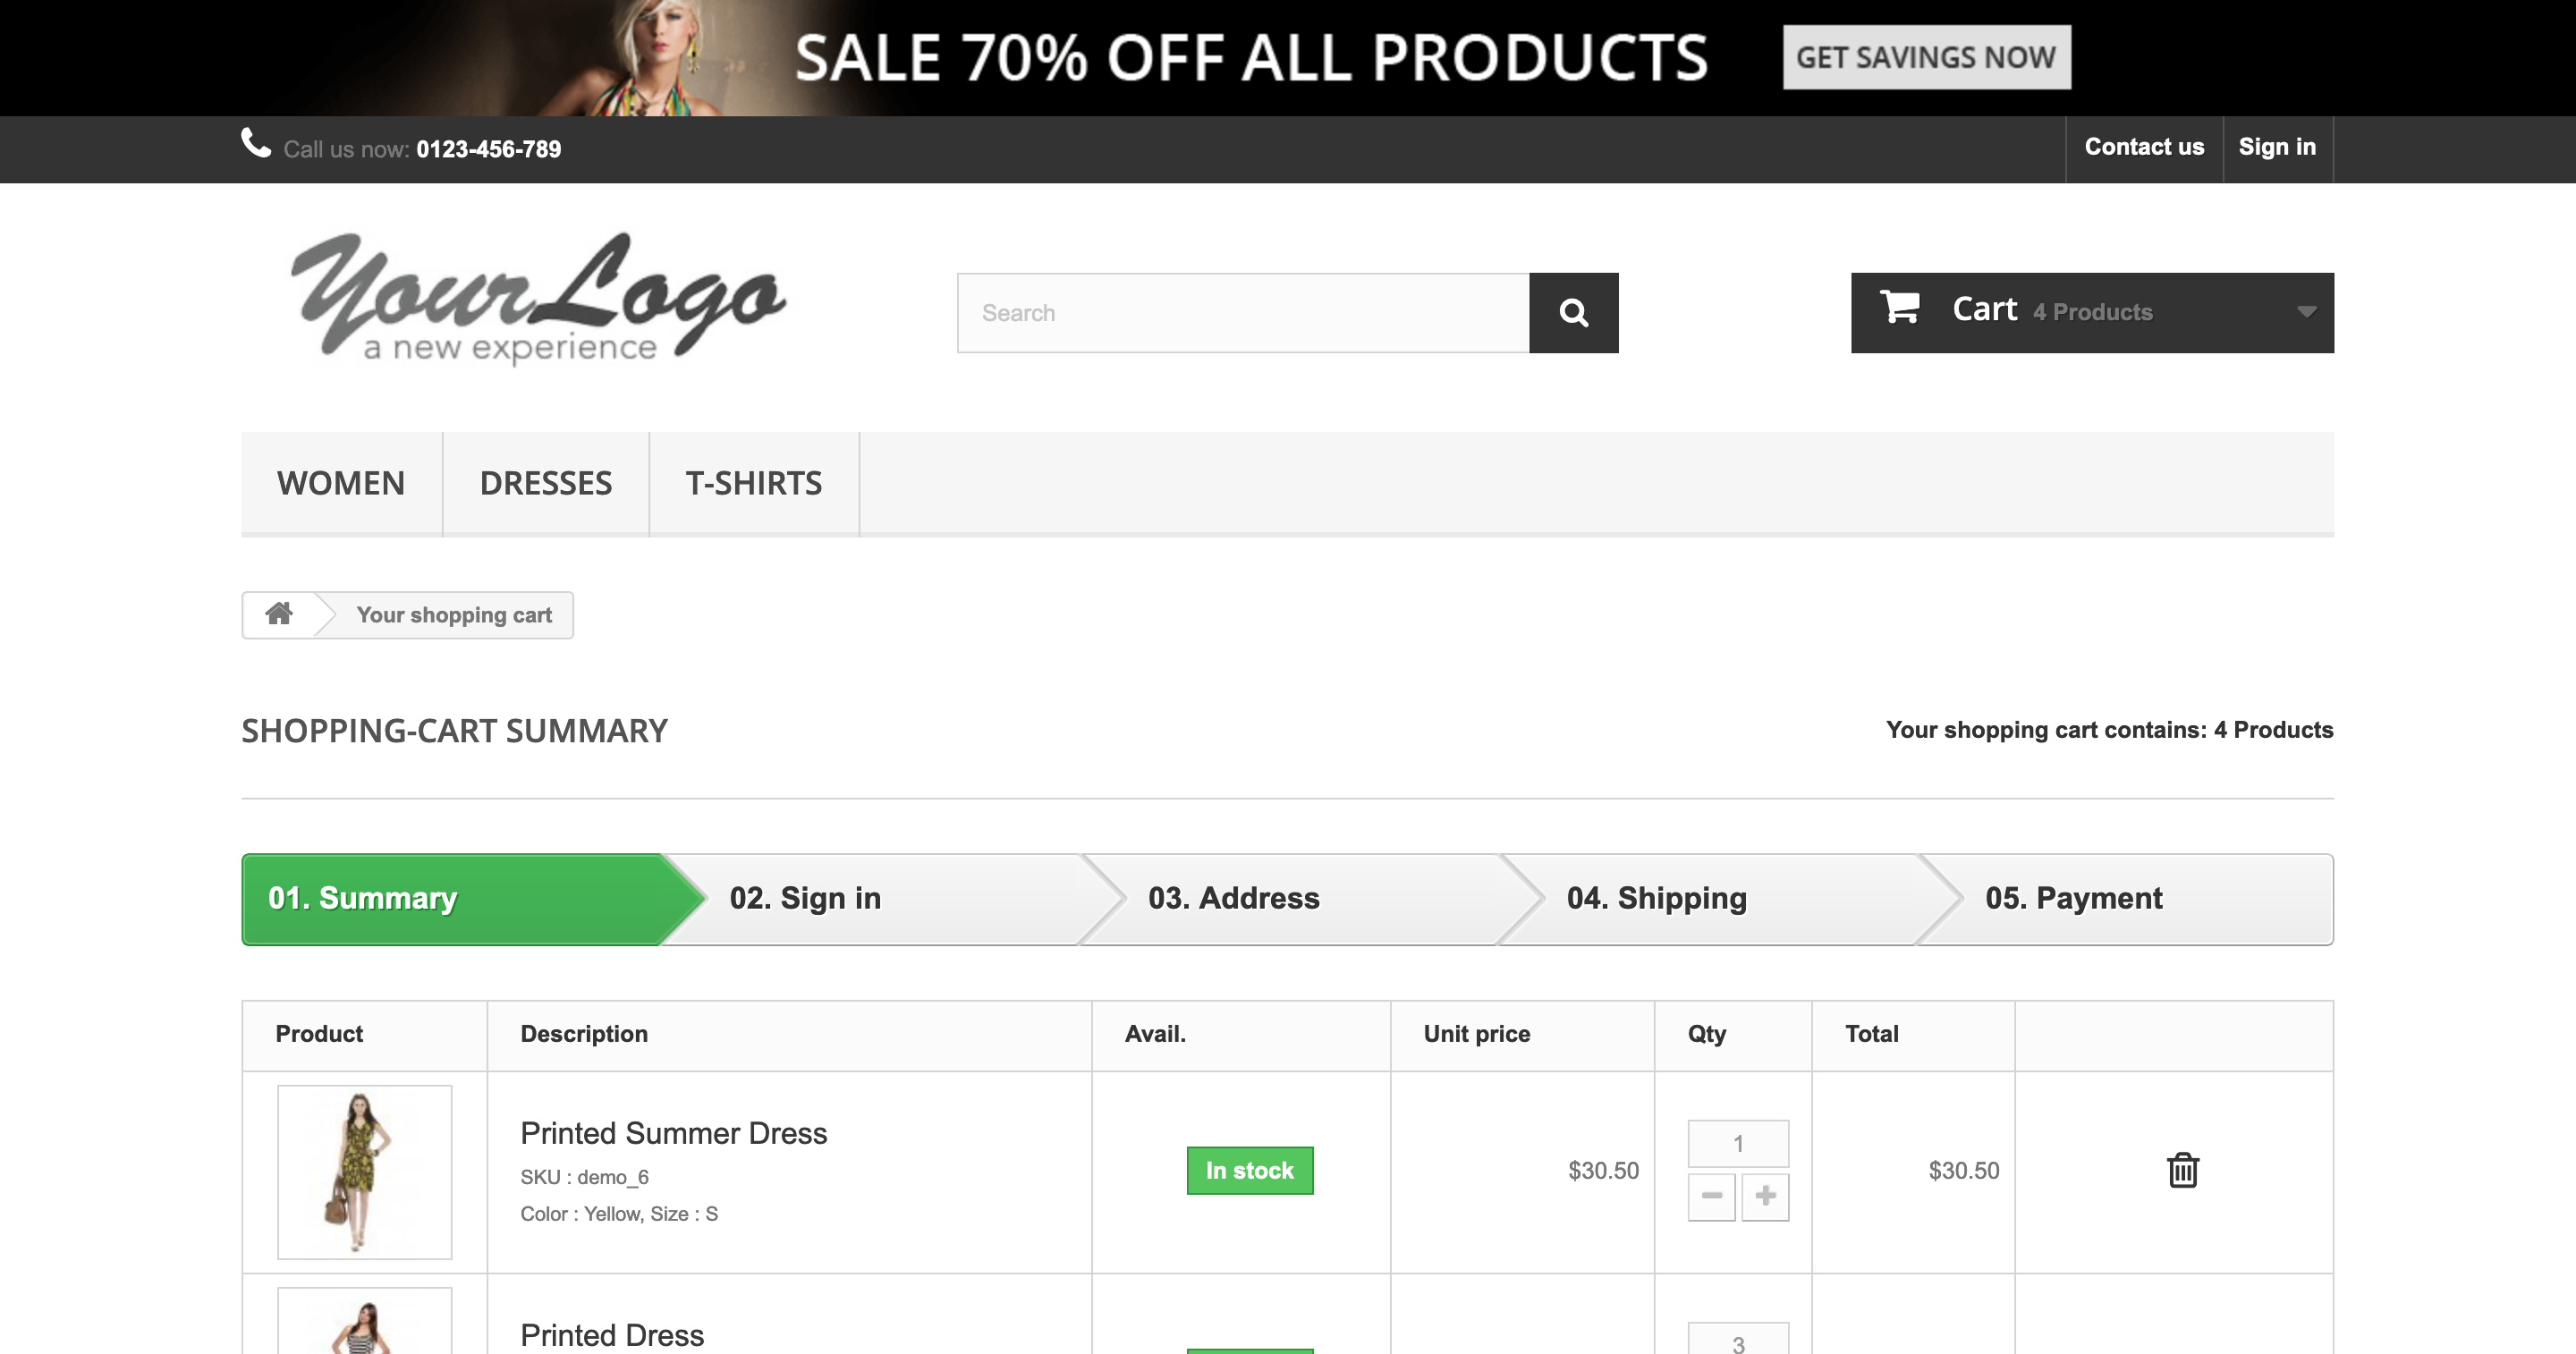 SALE 70% OFF ALL PRODUCTS GET SAVINGS NOW
Call us now: 0123-456-789 Contact us Sign in
YourLogo
a new experience
Search
Cart 4 Products
WOMEN DRESSES T-SHIRTS
Your shopping cart
SHOPPING-CART SUMMARY Your shopping cart contains: 4 Products
01. Summary 02. Sign in 03. Address 04. Shipping 05. Payment
Product Description Avail. Unit price Qty Total
Printed Summer Dress
SKU : demo_6
Color : Yellow, Size : S
In stock $30.50 1 $30.50
Printed Dress
3